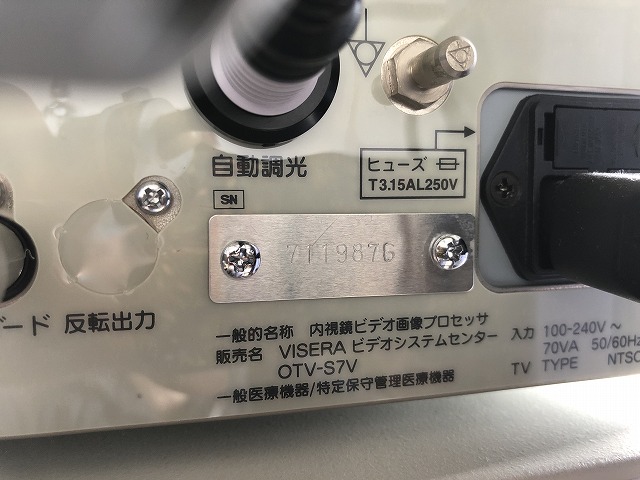 自動調光
ヒューズ
T3.15AL250V
SN
7119876
ード 反転出力
一般的名称 内視鏡ビデオ画像プロセッサ
販売名 VISERA ビデオシステムセンター
OTV-S7V
一般医療機器/特定保守管理医療機器
入力 100-240V ~
70VA 50/60Hz
TV TYPE NTSC